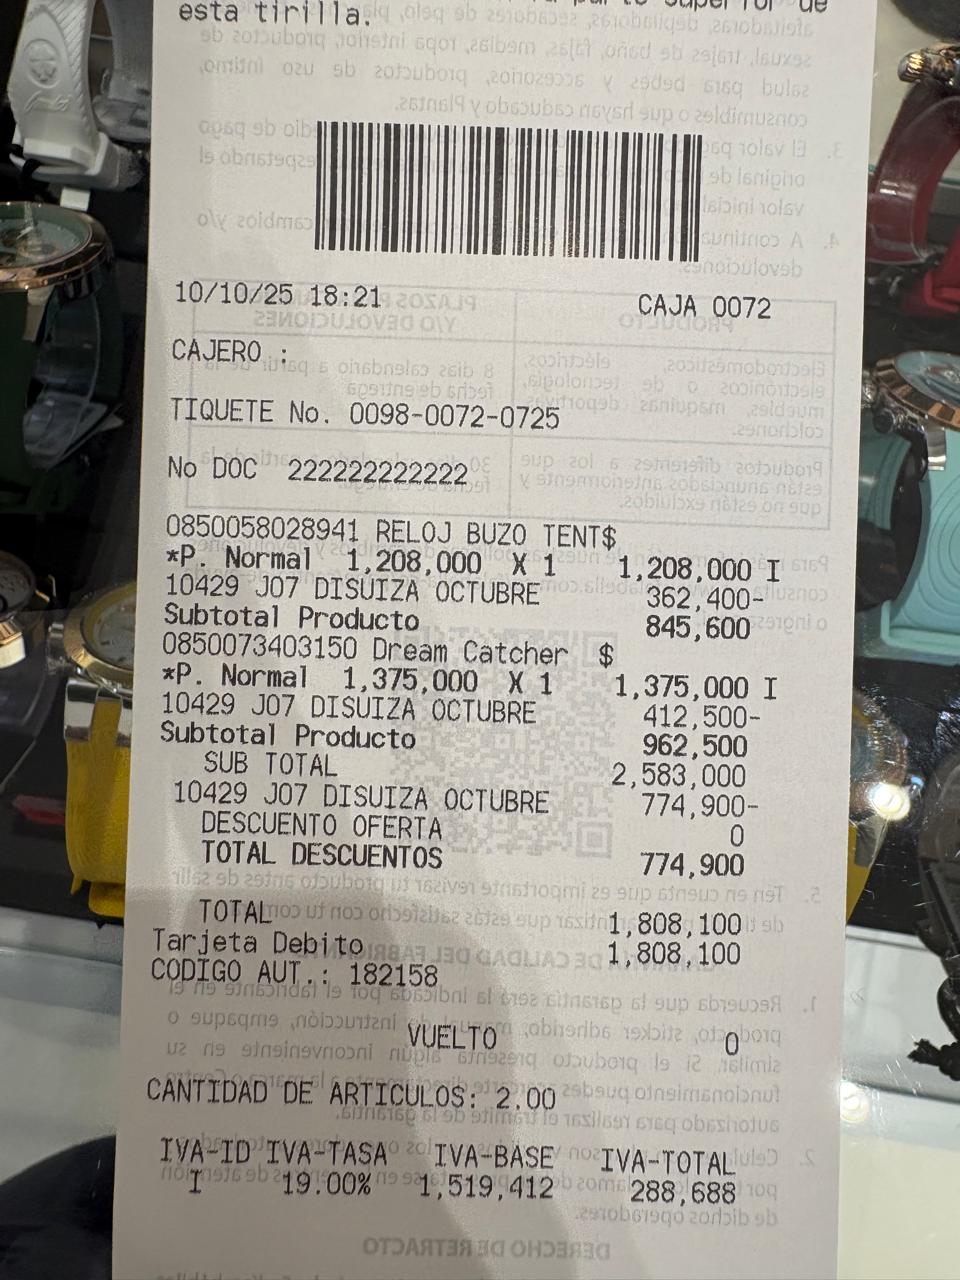 esta tirilla.
10/10/25 18:21 CAJA 0072
CAJERO :
TIQUETE No. 0098-0072-0725
No DOC 222222222222
0850058028941 RELOJ BUZO TENT$
*P. Normal 1,208,000 X 1 1,208,000 I
10429 J07 DISUIZA OCTUBRE 362,400-
Subtotal Producto 845,600
0850073403150 Dream Catcher $
*P. Normal 1,375,000 X 1 1,375,000 I
10429 J07 DISUIZA OCTUBRE 412,500-
Subtotal Producto 962,500
SUB TOTAL 2,583,000
10429 J07 DISUIZA OCTUBRE 774,900-
DESCUENTO OFERTA 0
TOTAL DESCUENTOS 774,900
TOTAL 1,808,100
Tarjeta Debito 1,808,100
CODIGO AUT.: 182158
VUELTO 0
CANTIDAD DE ARTICULOS: 2.00
IVA-ID IVA-TASA IVA-BASE IVA-TOTAL
I 19.00% 1,519,412 288,688